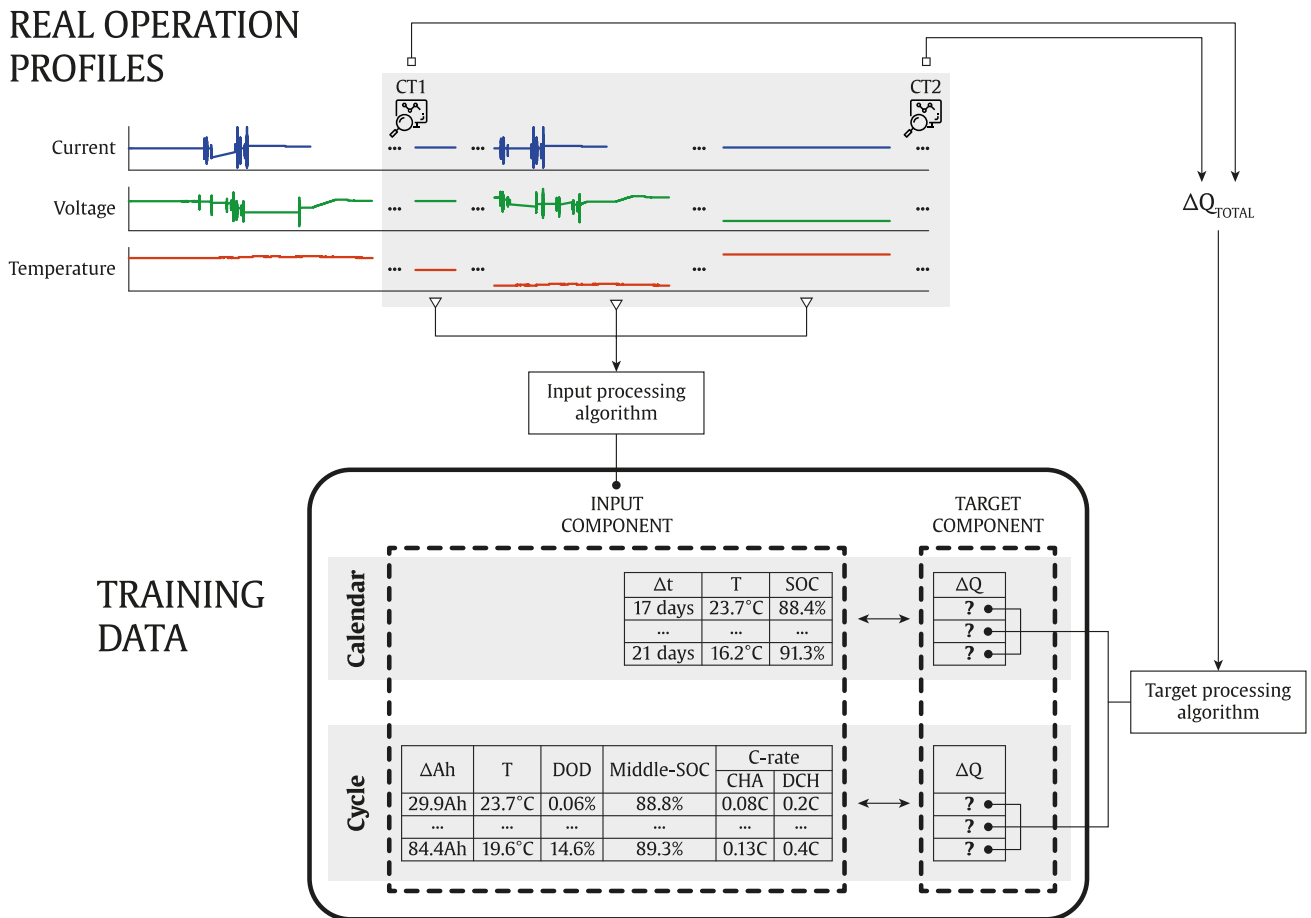 REAL OPERATION
PROFILES
CT1
CT2
Current
... ... ... ...
Voltage
... ... ... ...
Temperature
... ... ... ...
ΔQTOTAL
Input processing
algorithm
TRAINING
DATA
INPUT
COMPONENT
TARGET
COMPONENT
Calendar
Δt T SOC
17 days 23.7°C 88.4%
... ... ...
21 days 16.2°C 91.3%
ΔQ
?
?
?
Target processing
algorithm
Cycle
ΔAh T DOD Middle-SOC C-rate
CHA DCH
29.9Ah 23.7°C 0.06% 88.8% 0.08C 0.2C
... ... ... ... ... ...
84.4Ah 19.6°C 14.6% 89.3% 0.13C 0.4C
ΔQ
?
?
?